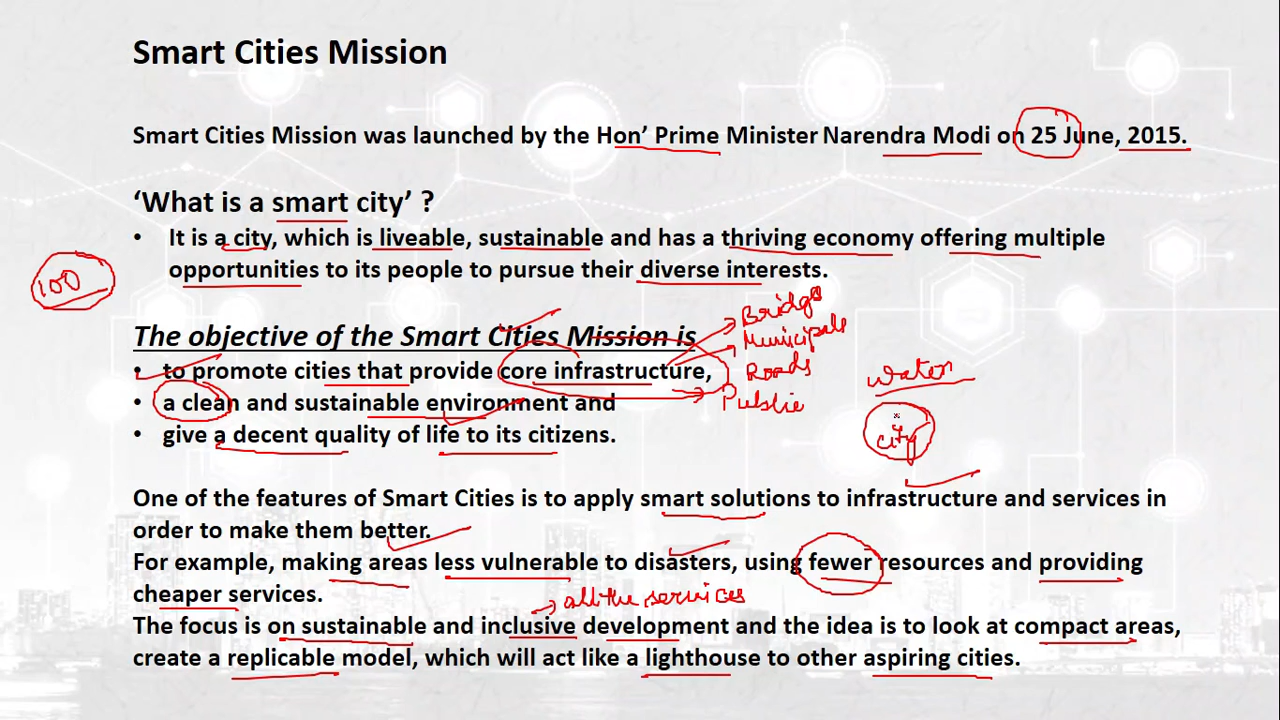 Smart Cities Mission
Smart Cities Mission was launched by the Hon' Prime Minister Narendra Modi on 25 June, 2015.
‘What is a smart city’ ?
• It is a city, which is liveable, sustainable and has a thriving economy offering multiple
opportunities to its people to pursue their diverse interests.
100
The objective of the Smart Cities Mission is
• to promote cities that provide core infrastructure,
• a clean and sustainable environment and
• give a decent quality of life to its citizens.
Bridges
Municipals
Roads
Public
water
city
One of the features of Smart Cities is to apply smart solutions to infrastructure and services in
order to make them better.
For example, making areas less vulnerable to disasters, using fewer resources and providing
cheaper services.
all the services
The focus is on sustainable and inclusive development and the idea is to look at compact areas,
create a replicable model, which will act like a lighthouse to other aspiring cities.